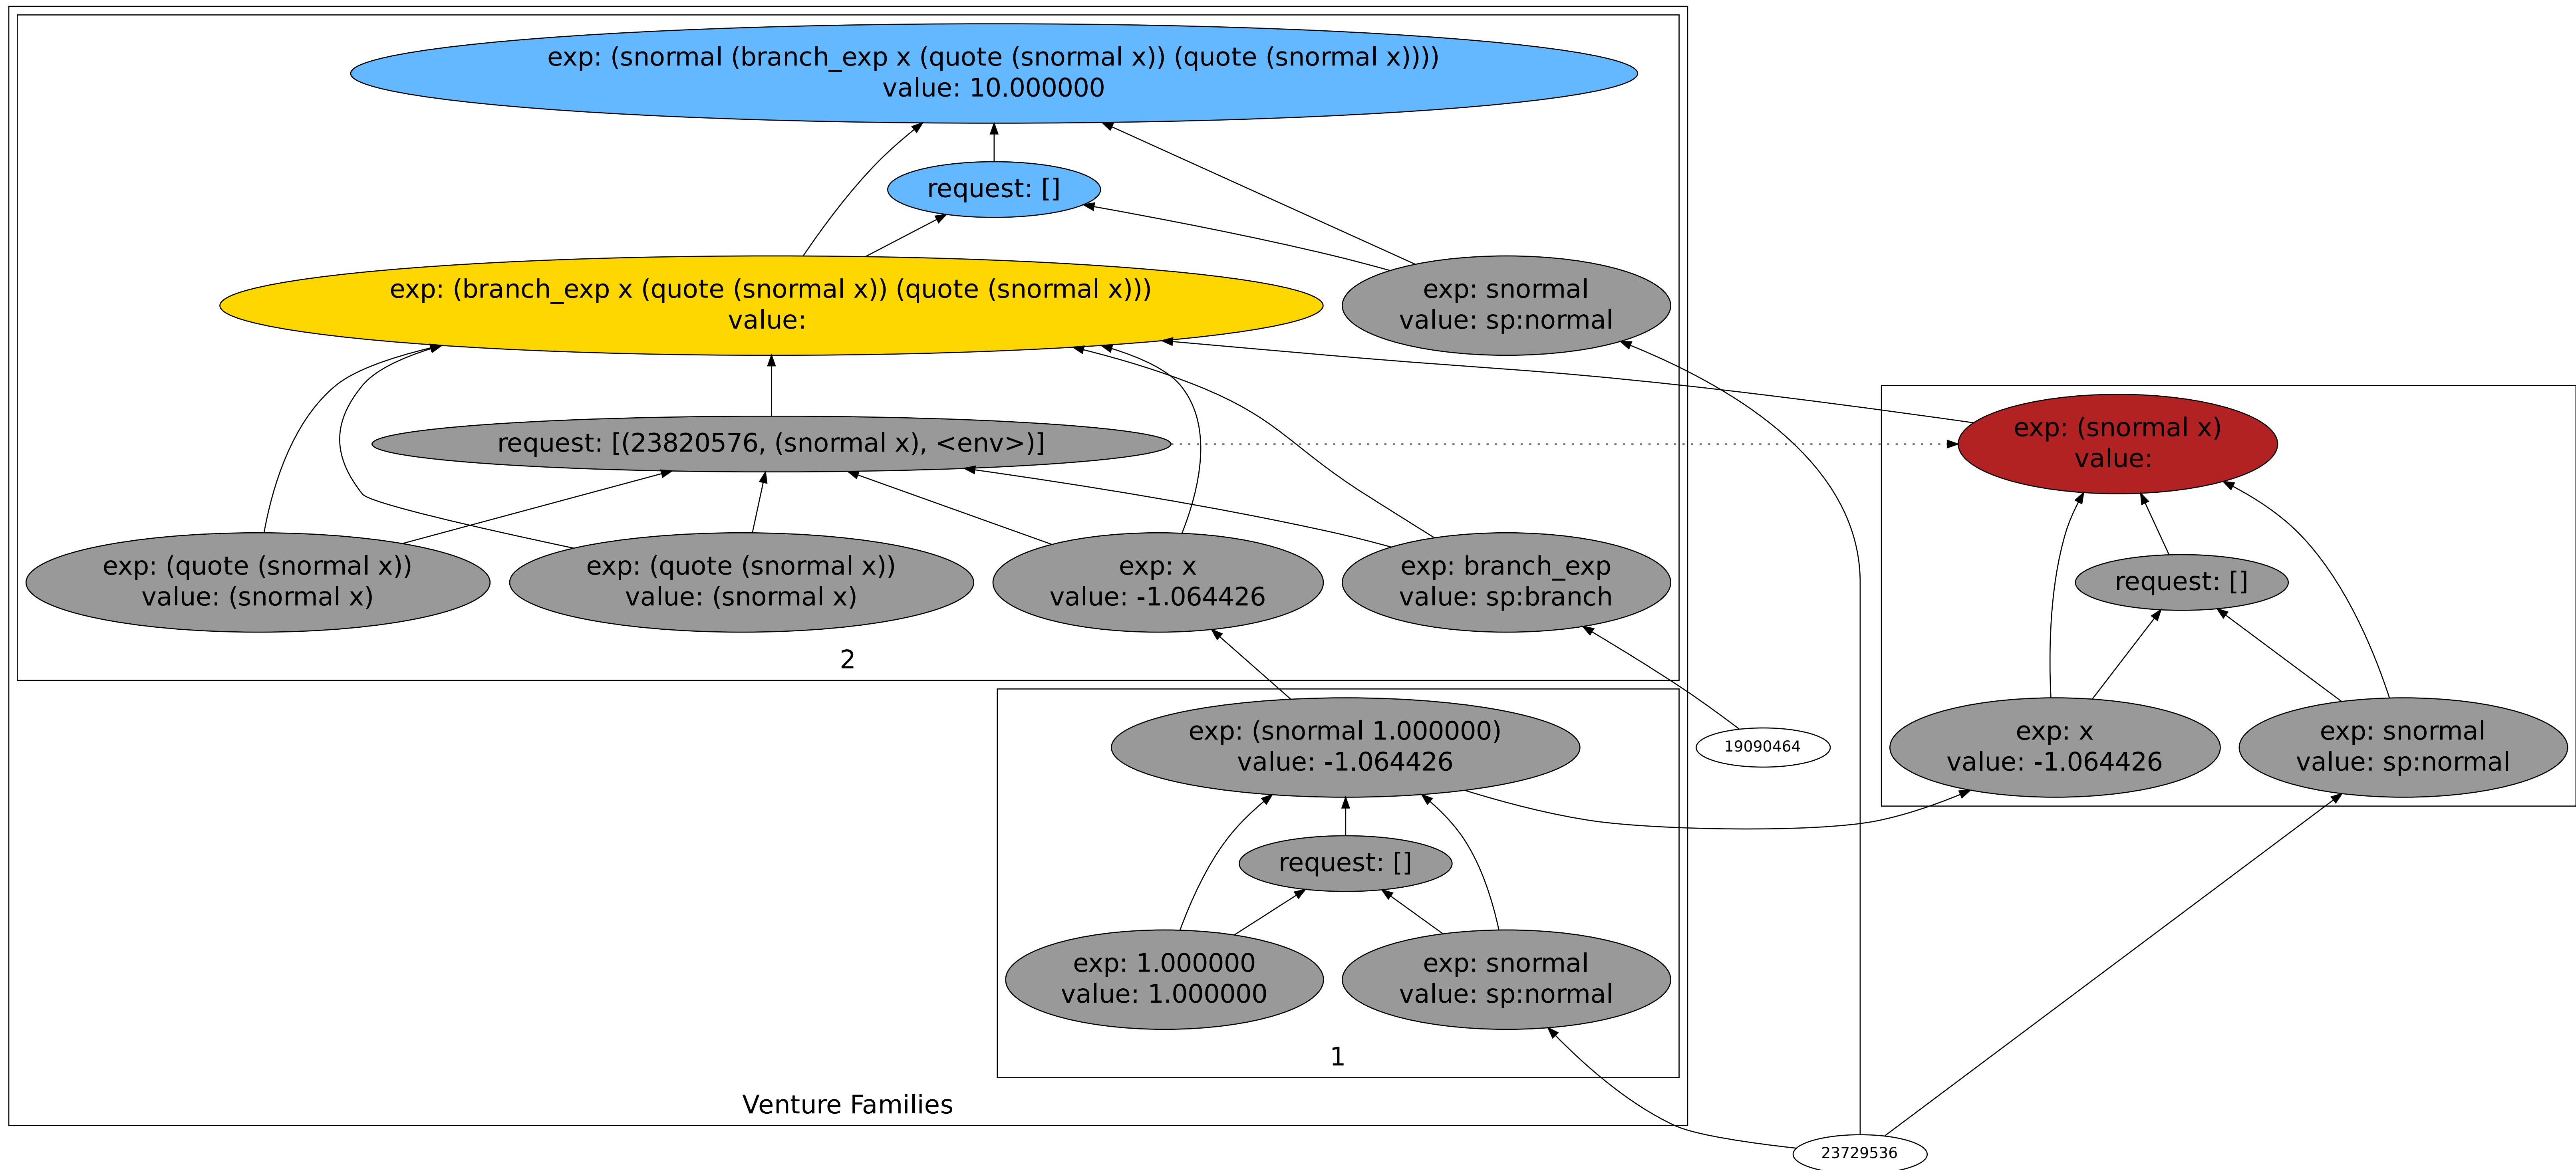 exp: (snormal (branch_exp x (quote (snormal x)) (quote (snormal x))))
value: 10.000000
request: []
exp: (branch_exp x (quote (snormal x)) (quote (snormal x)))
value:
exp: snormal
value: sp:normal
request: [(23820576, (snormal x), <env>)]
exp: (snormal x)
value:
exp: (quote (snormal x))
value: (snormal x)
exp: (quote (snormal x))
value: (snormal x)
exp: x
value: -1.064426
exp: branch_exp
value: sp:branch
request: []
2
exp: (snormal 1.000000)
value: -1.064426
19090464
exp: x
value: -1.064426
exp: snormal
value: sp:normal
request: []
exp: 1.000000
value: 1.000000
exp: snormal
value: sp:normal
1
Venture Families
23729536